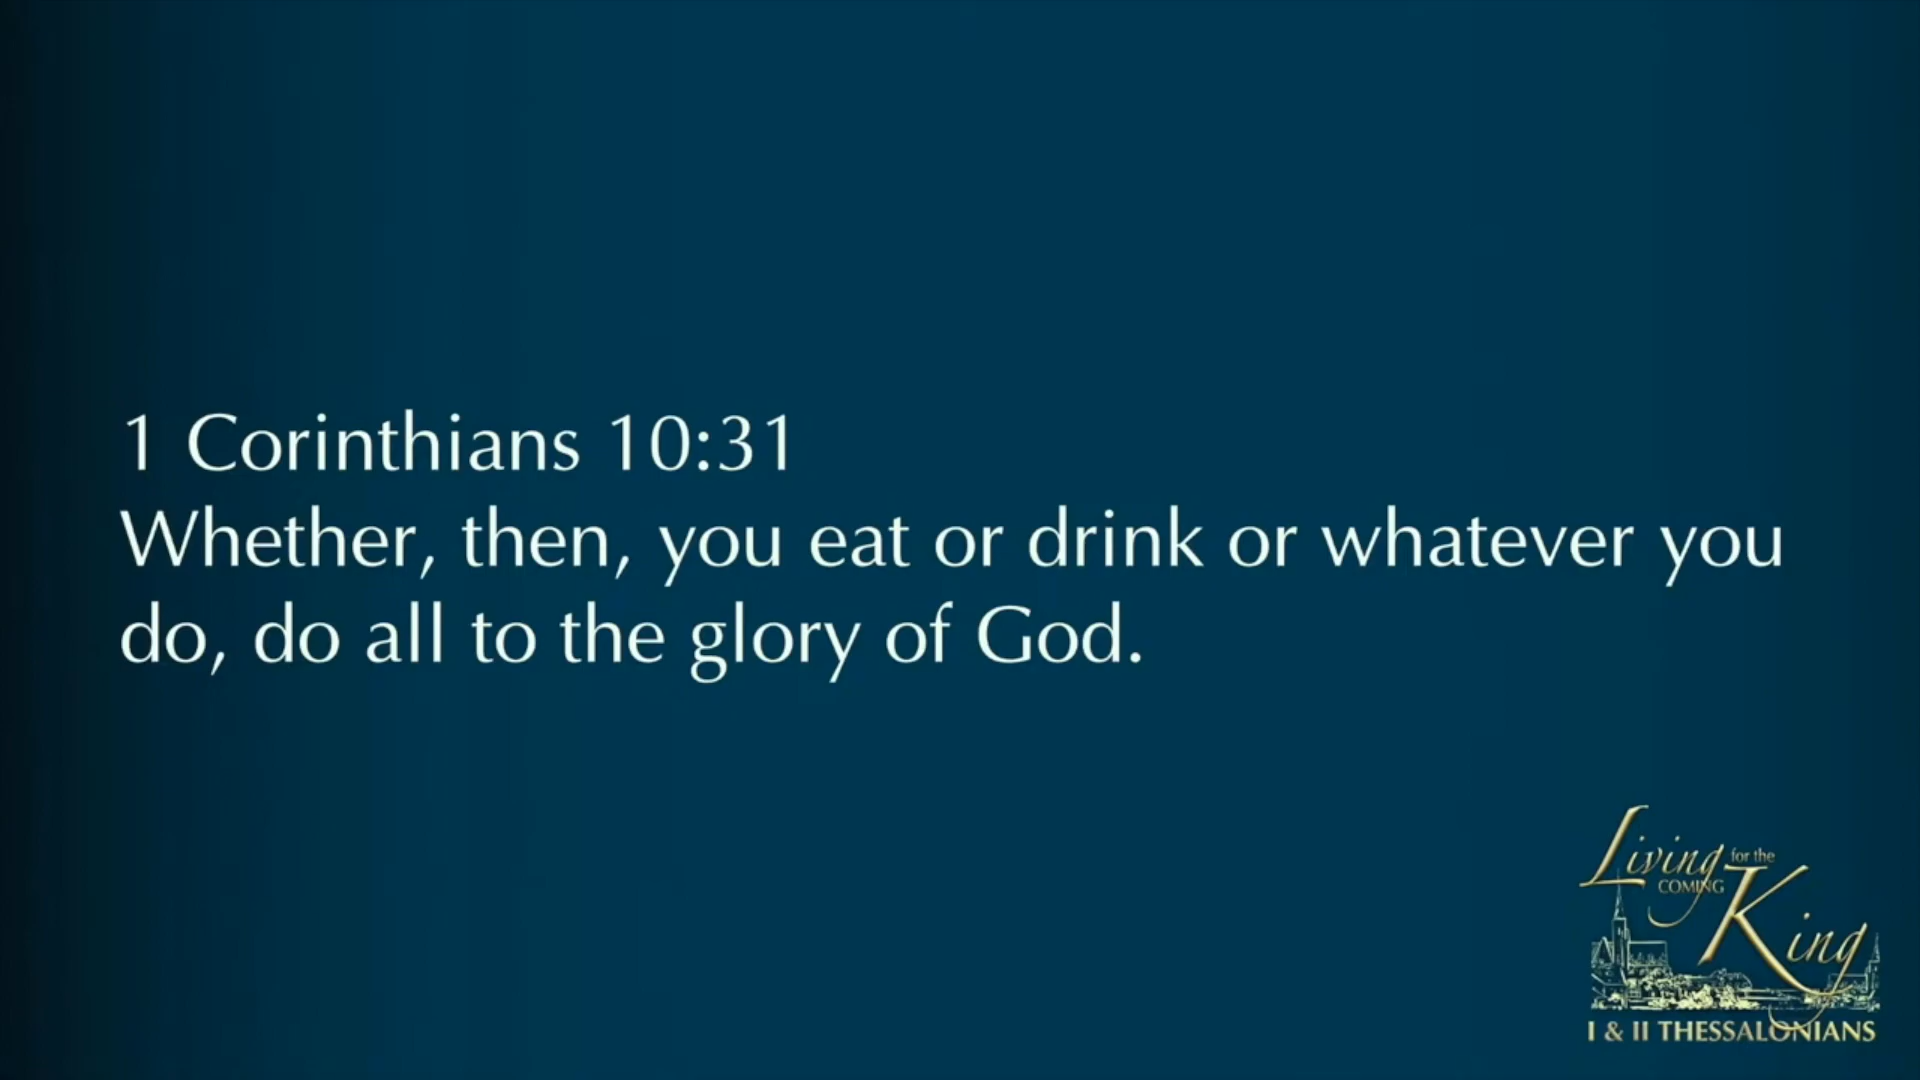 1 Corinthians 10:31
Whether, then, you eat or drink or whatever you
do, do all to the glory of God.
Living for the
COMING
King
I & II THESSALONIANS